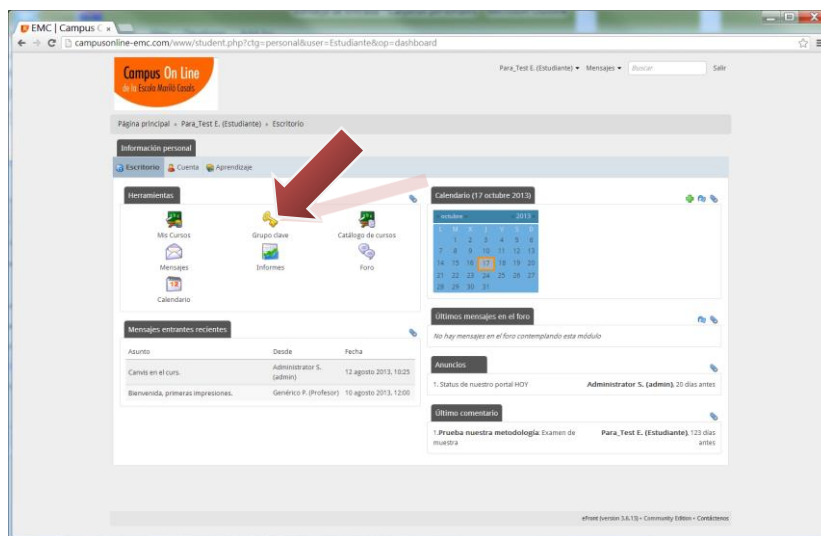 EMC | Campus C
campusonline-emc.com/www/student.php?ctg=personal&user=Estudiante&op=dashboard
Campus On Line
de la Escola Mariló Casals
Para_Test E. (Estudiante) Mensajes Buscar Salir
Página principal » Para_Test E. (Estudiante) » Escritorio
Información personal
Escritorio Cuenta Aprendizaje
Herramientas
Mis Cursos Grupo clave Catálogo de cursos
Mensajes Informes Foro
Calendario
Mensajes entrantes recientes
Asunto Desde Fecha
Canvis en el curs. Administrator S. (admin) 12 agosto 2013, 10:25
Bienvenida, primeras impresiones. Genérico P. (Profesor) 10 agosto 2013, 12:00
Calendario (17 octubre 2013)
octubre 2013
L M X J V S D
1 2 3 4 5 6
7 8 9 10 11 12 13
14 15 16 17 18 19 20
21 22 23 24 25 26 27
28 29 30 31
Últimos mensajes en el foro
No hay mensajes en el foro contemplando esta módulo
Anuncios
1. Status de nuestro portal HOY Administrator S. (admin), 20 días antes
Último comentario
1.Prueba nuestra metodología: Examen de muestra Para_Test E. (Estudiante), 123 días antes
eFront (version 3.6.13) • Community Edition • Contáctenos